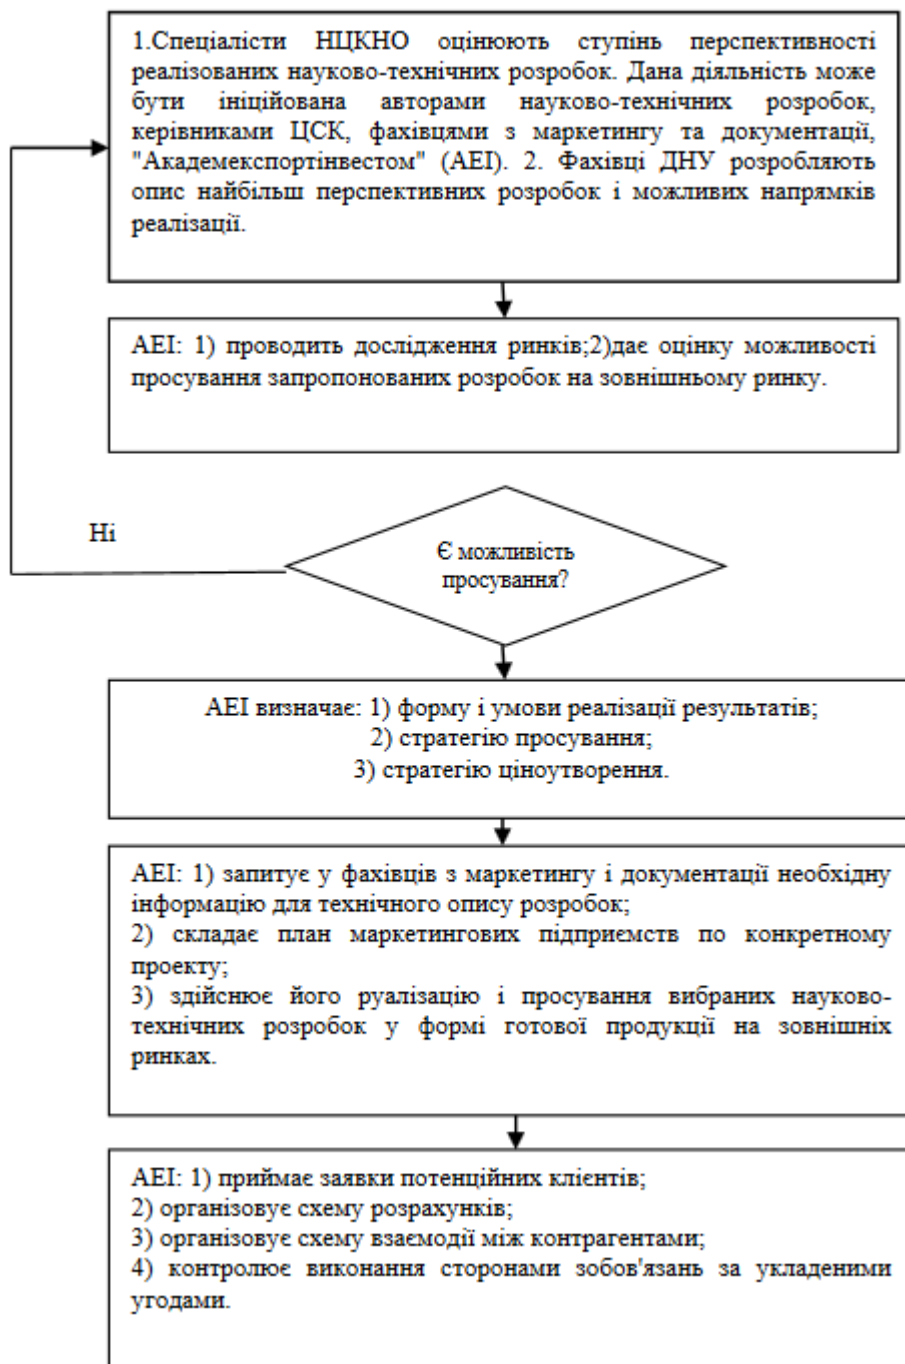 1.Спеціалісти НЦКНО оцінюють ступінь перспективності
реалізованих науково-технічних розробок. Дана діяльність може
бути ініційована авторами науково-технічних розробок,
керівниками ЦСК, фахівцями з маркетингу та документації,
"Академекспортінвестом" (АЕІ). 2. Фахівці ДНУ розробляють
опис найбільш перспективних розробок і можливих напрямків
реалізації.
АЕІ: 1) проводить дослідження ринків;2)дає оцінку можливості
просування запропонованих розробок на зовнішньому ринку.
Ні
Є можливість
просування?
АЕІ визначає: 1) форму і умови реалізації результатів;
2) стратегію просування;
3) стратегію ціноутворення.
АЕІ: 1) запитує у фахівців з маркетингу і документації необхідну
інформацію для технічного опису розробок;
2) складає план маркетингових підприємств по конкретному
проекту;
3) здійснює його руалізацію і просування вибраних науково-
технічних розробок у формі готової продукції на зовнішніх
ринках.
АЕІ: 1) приймає заявки потенційних клієнтів;
2) організовує схему розрахунків;
3) організовує схему взаємодії між контрагентами;
4) контролює виконання сторонами зобов'язань за укладеними
угодами.